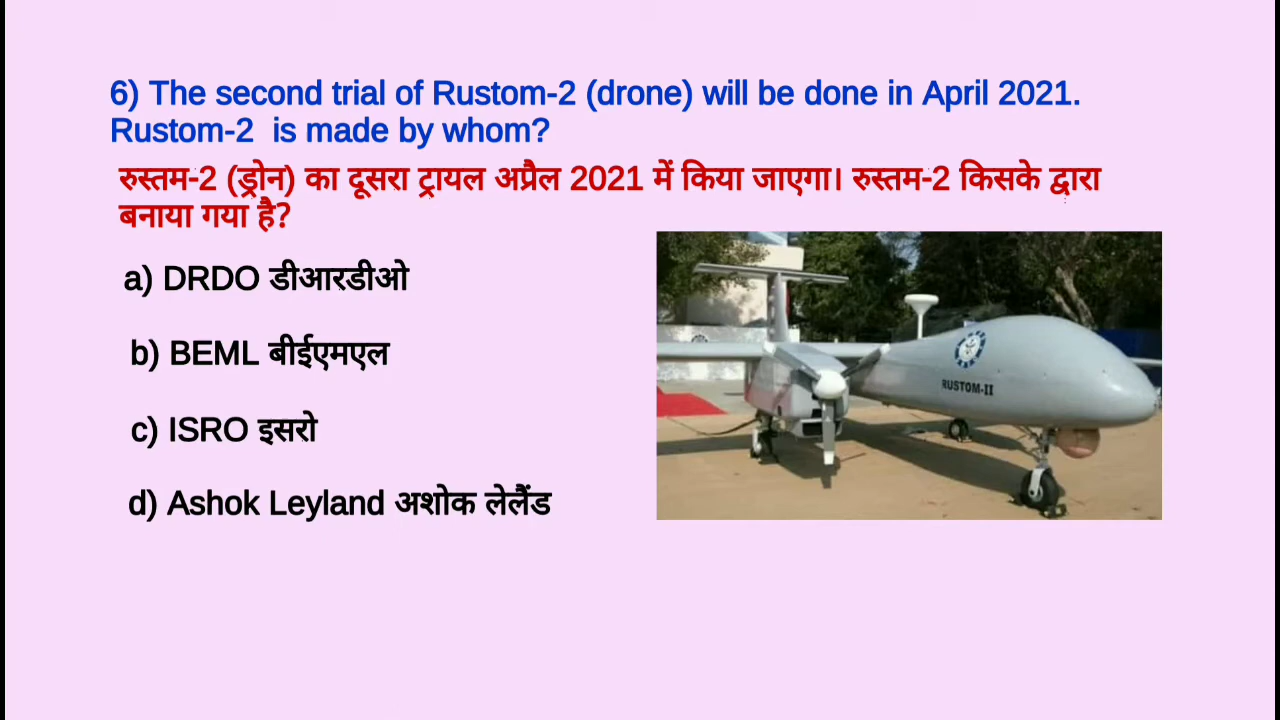 6) The second trial of Rustom-2 (drone) will be done in April 2021.
Rustom-2 is made by whom?
रुस्तम-2 (ड्रोन) का दूसरा ट्रायल अप्रैल 2021 में किया जाएगा। रुस्तम-2 किसके द्वारा
बनाया गया है?
a) DRDO डीआरडीओ
b) BEML बीईएमएल
c) ISRO इसरो
d) Ashok Leyland अशोक लेलैंड
RUSTOM-II